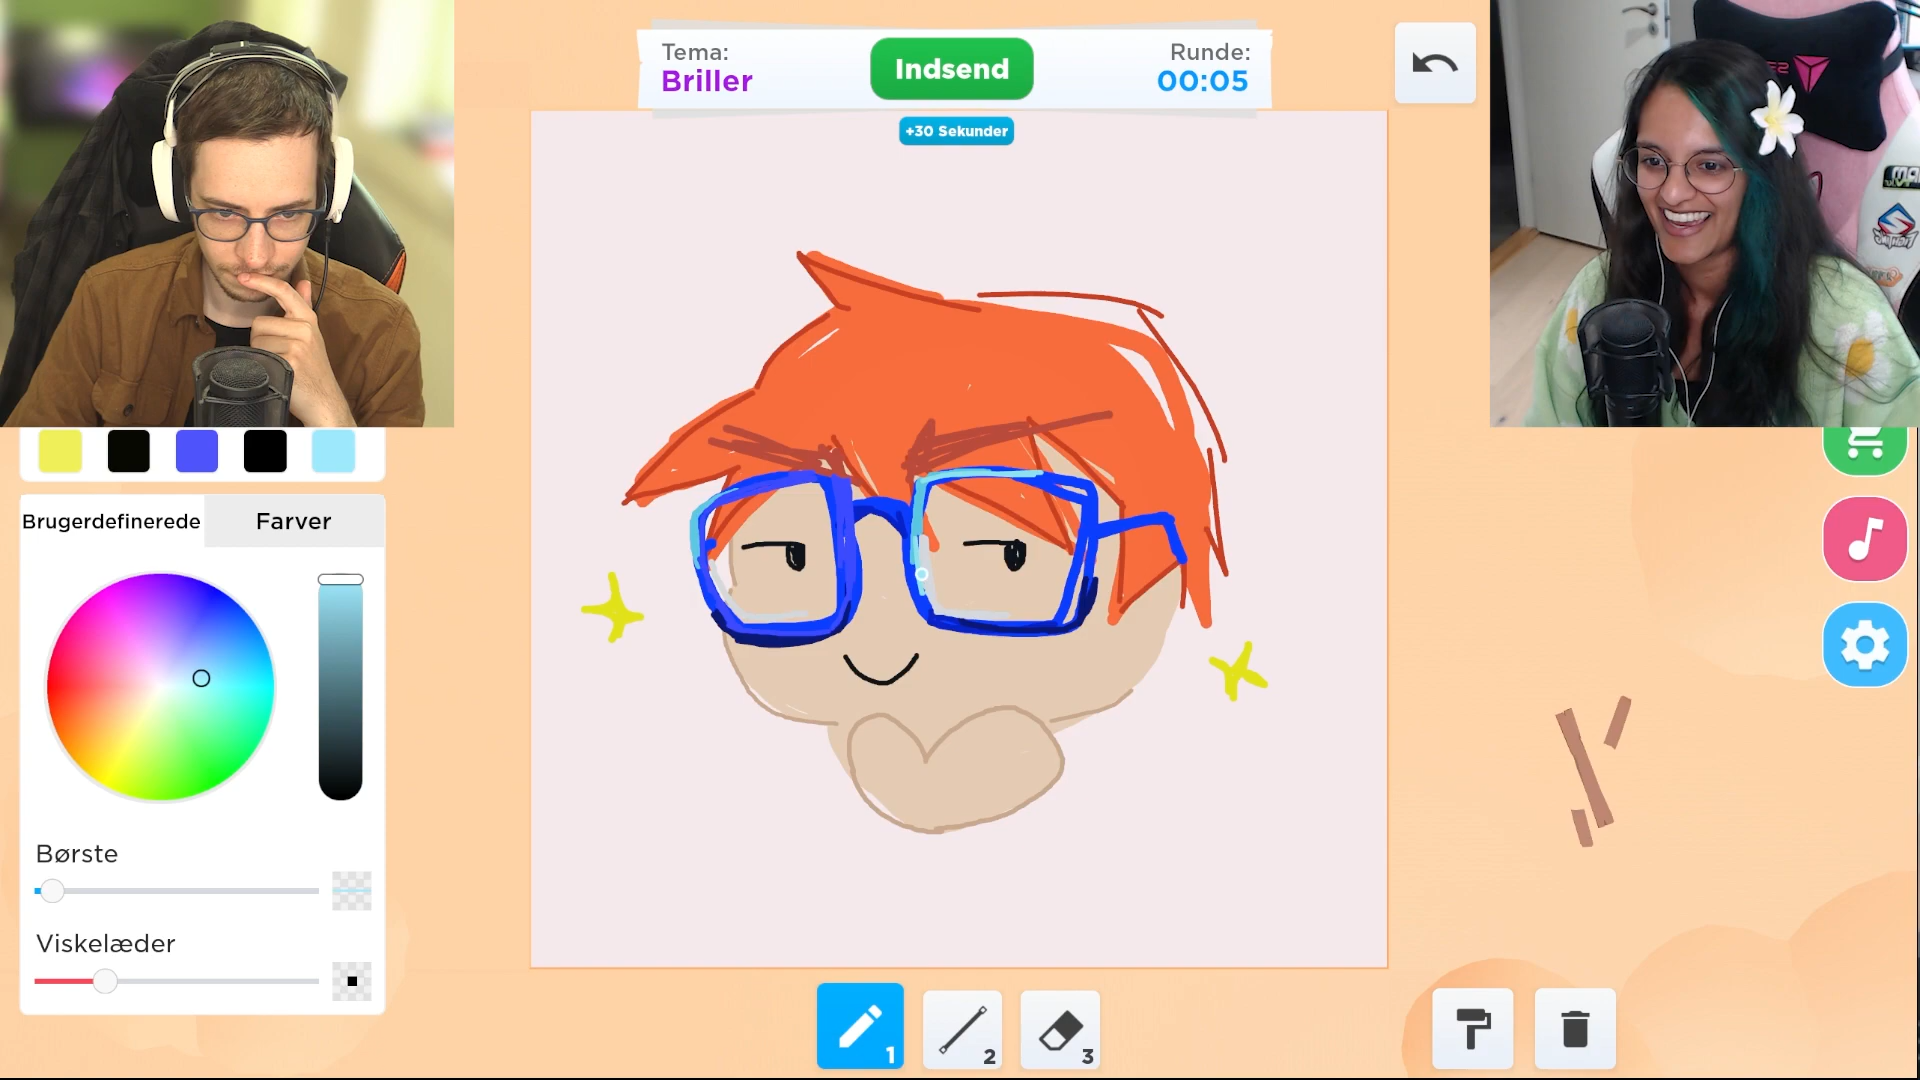 Tema:
Briller
Indsend
Runde:
00:05
+30 Sekunder
Brugerdefinerede
Farver
Børste
Viskelæder
1
2
3